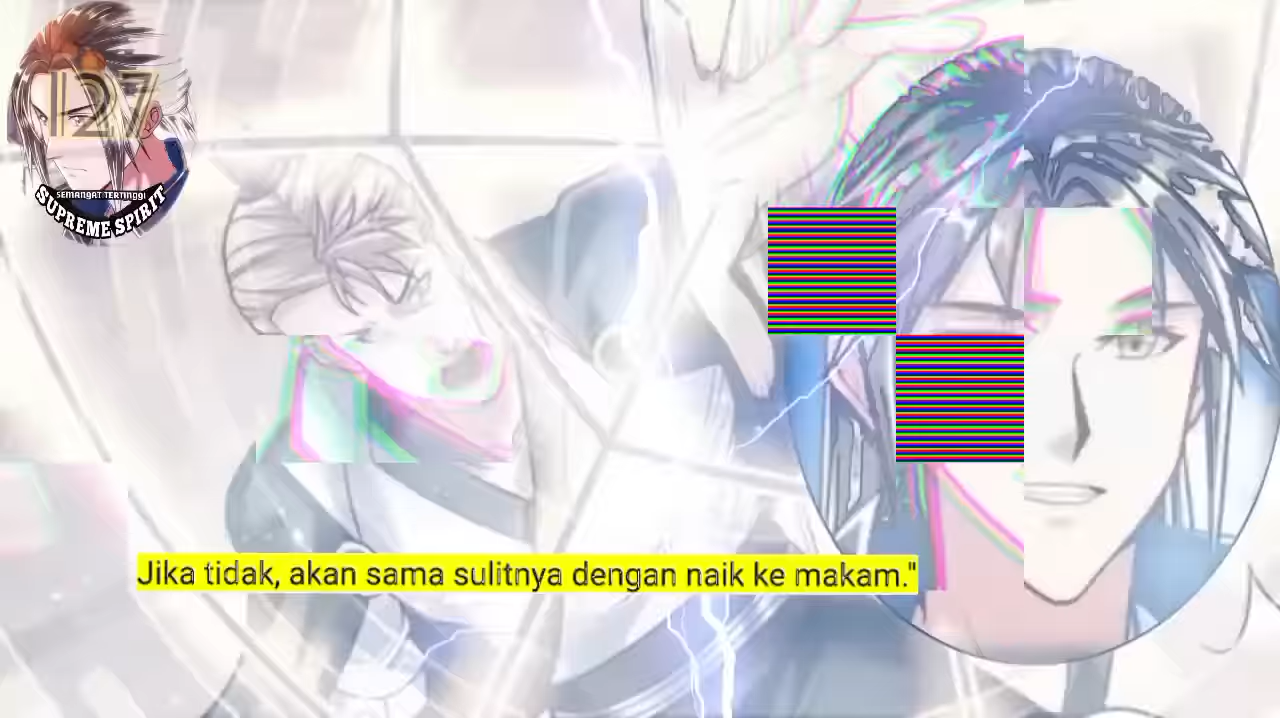 127
SEMANGAT TERTINGGI
SUPREME SPIRIT
Jika tidak, akan sama sulitnya dengan naik ke makam."